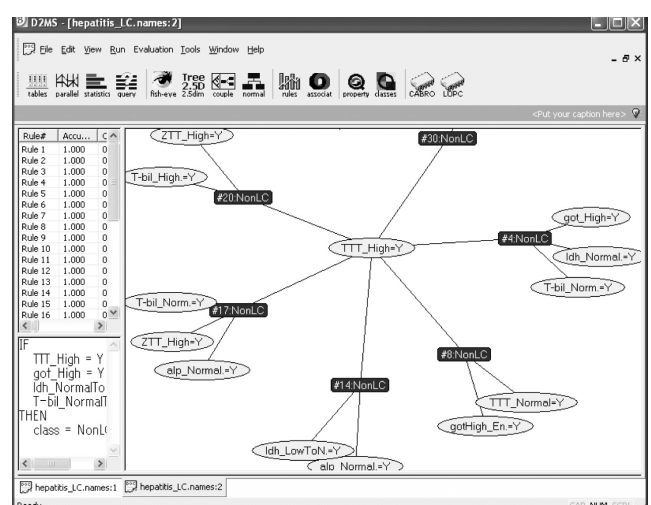 D2MS - [hepatitis_LC.names:2]
File Edit View Run Evaluation Tools Window Help
tables parallel statistics query fish-eye Tree 2.5D 2.5dim couple normal rules associat property classes CABRO LUPC
<Put your caption here>
Rule# Accu... C
Rule 1 1.000 0
Rule 2 1.000 0
Rule 3 1.000 0
Rule 4 1.000 0
Rule 5 1.000 0
Rule 6 1.000 0
Rule 7 1.000 0
Rule 8 1.000 0
Rule 9 1.000 0
Rule 10 1.000 0
Rule 11 1.000 0
Rule 12 1.000 0
Rule 13 1.000 0
Rule 14 1.000 0
Rule 15 1.000 0
Rule 16 1.000 0
IF
TTT_High = Y
got_High = Y
ldh_NormalTo
T-bil_NormalT
THEN
class = NonL
ZTT_High=Y
#30:NonLC
T-bil_High.=Y
#20:NonLC
got_High=Y
#4:NonLC
TTT_High=Y
ldh_Normal.=Y
T-bil_Norm.=Y
T-bil_Norm.=Y
#17:NonLC
ZTT_High=Y
alp_Normal.=Y
#8:NonLC
#14:NonLC
TTT_Normal=Y
gotHigh_En.=Y
ldh_LowToN.=Y
alp_Normal.=Y
hepatitis_LC.names:1 hepatitis_LC.names:2
Ready NUM